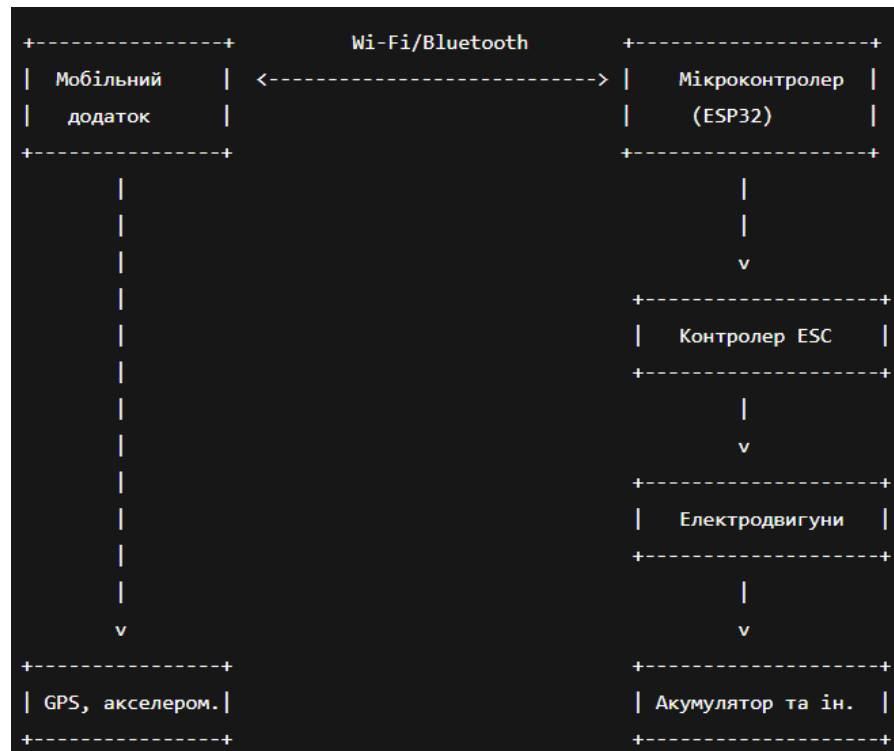 Wi-Fi/Bluetooth
Мобільний
додаток
Мікроконтролер
(ESP32)
Контролер ESC
Електродвигуни
GPS, акселером.
Акумулятор та ін.